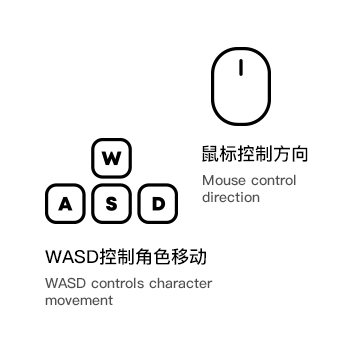 鼠标控制方向
Mouse control
direction
W
A S D
WASD控制角色移动
WASD controls character
movement